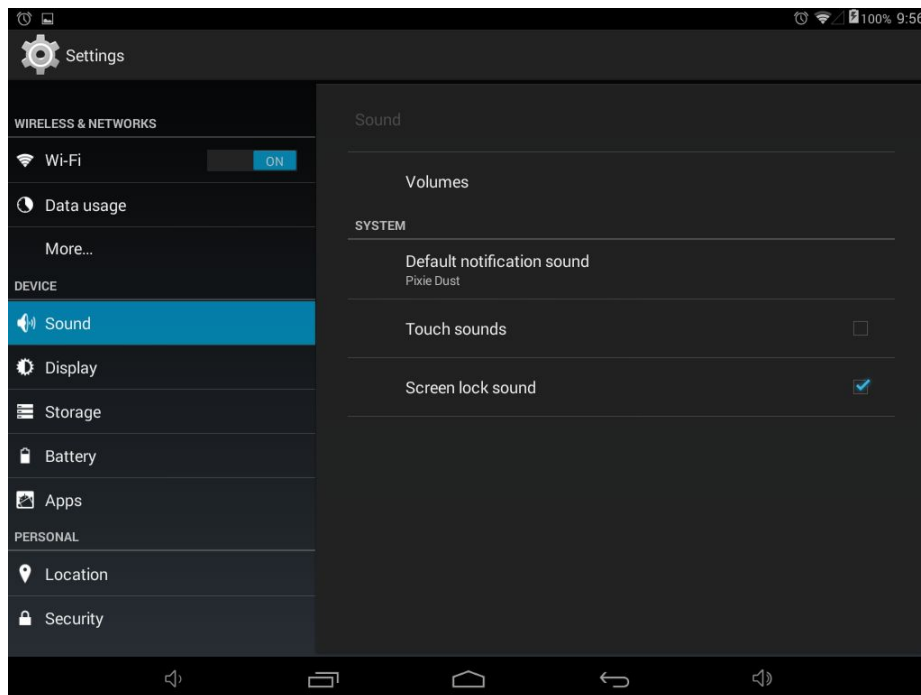 100% 9:56
Settings
WIRELESS & NETWORKS
Wi-Fi ON
Data usage
More...
DEVICE
Sound
Display
Storage
Battery
Apps
PERSONAL
Location
Security
Sound
Volumes
SYSTEM
Default notification sound
Pixie Dust
Touch sounds
Screen lock sound